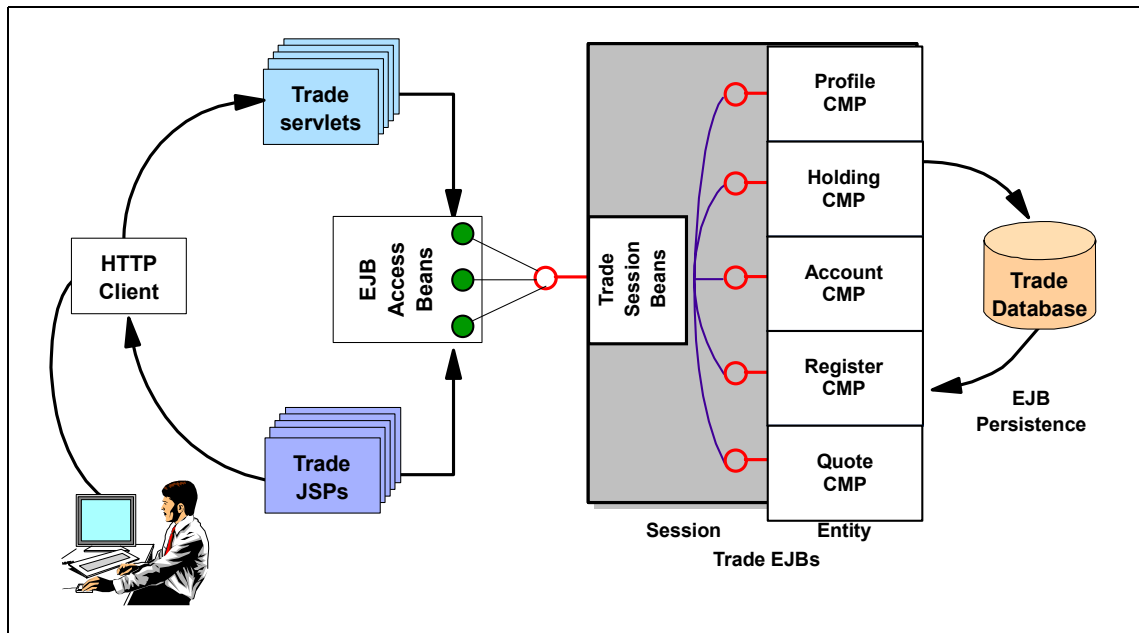 Trade
servlets
HTTP
Client
EJB
Access
Beans
Trade
JSPs
Trade
Session
Beans
Profile
CMP
Holding
CMP
Account
CMP
Register
CMP
Quote
CMP
Session
Entity
Trade EJBs
Trade
Database
EJB
Persistence